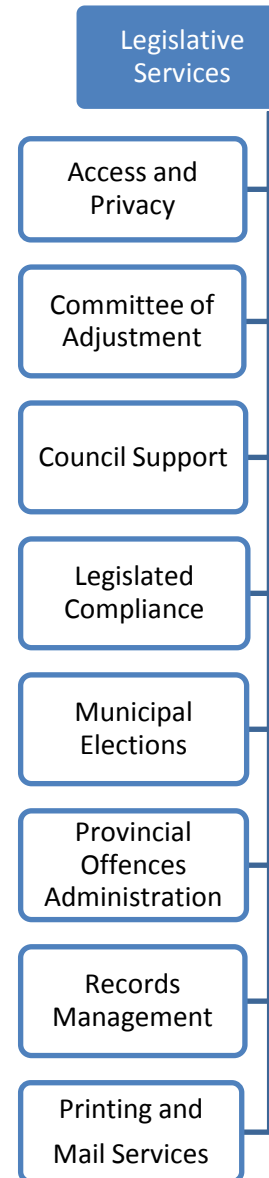 Legislative
Services
Access and
Privacy
Committee of
Adjustment
Council Support
Legislated
Compliance
Municipal
Elections
Provincial
Offences
Administration
Records
Management
Printing and
Mail Services